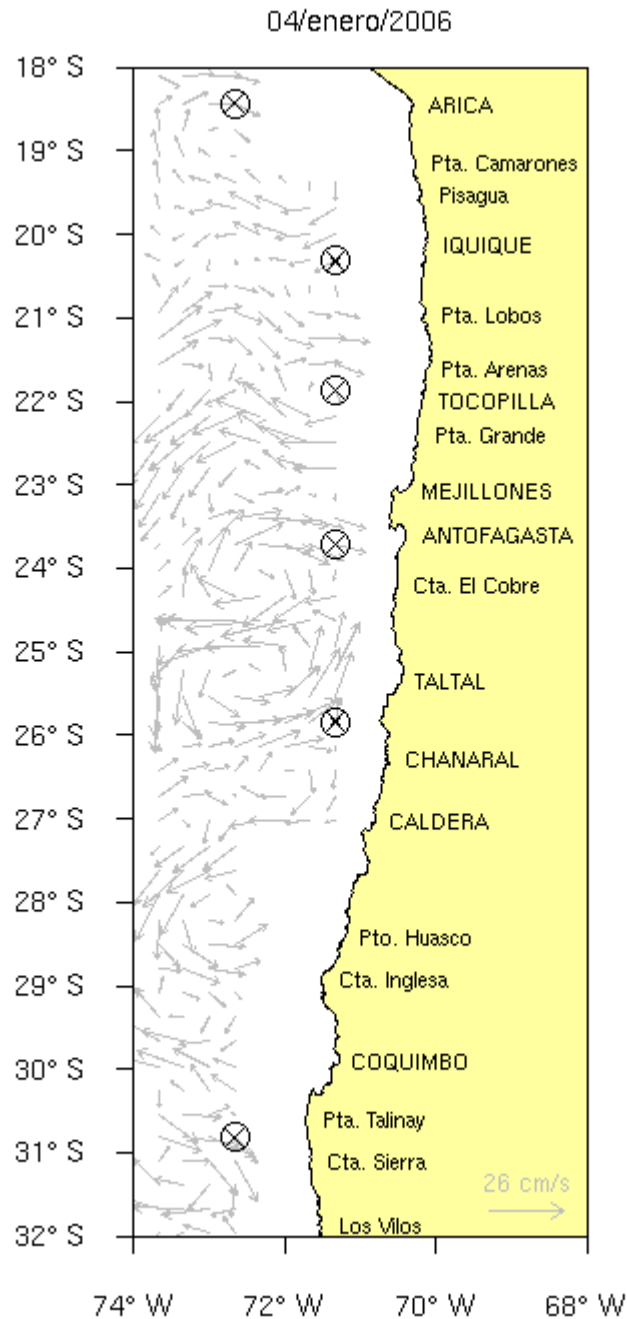 04/enero/2006
18° S
ARICA
19° S
Pta. Camarones
Pisagua
20° S
IQUIQUE
21° S
Pta. Lobos
Pta. Arenas
22° S
TOCOPILLA
Pta. Grande
23° S
MEJILLONES
ANTOFAGASTA
24° S
Cta. El Cobre
25° S
TALTAL
26° S
CHANARAL
27° S
CALDERA
28° S
Pto. Huasco
29° S
Cta. Inglesa
30° S
COQUIMBO
Pta. Talinay
31° S
Cta. Sierra
26 cm/s
32° S
Los Vilos
74° W 72° W 70° W 68° W